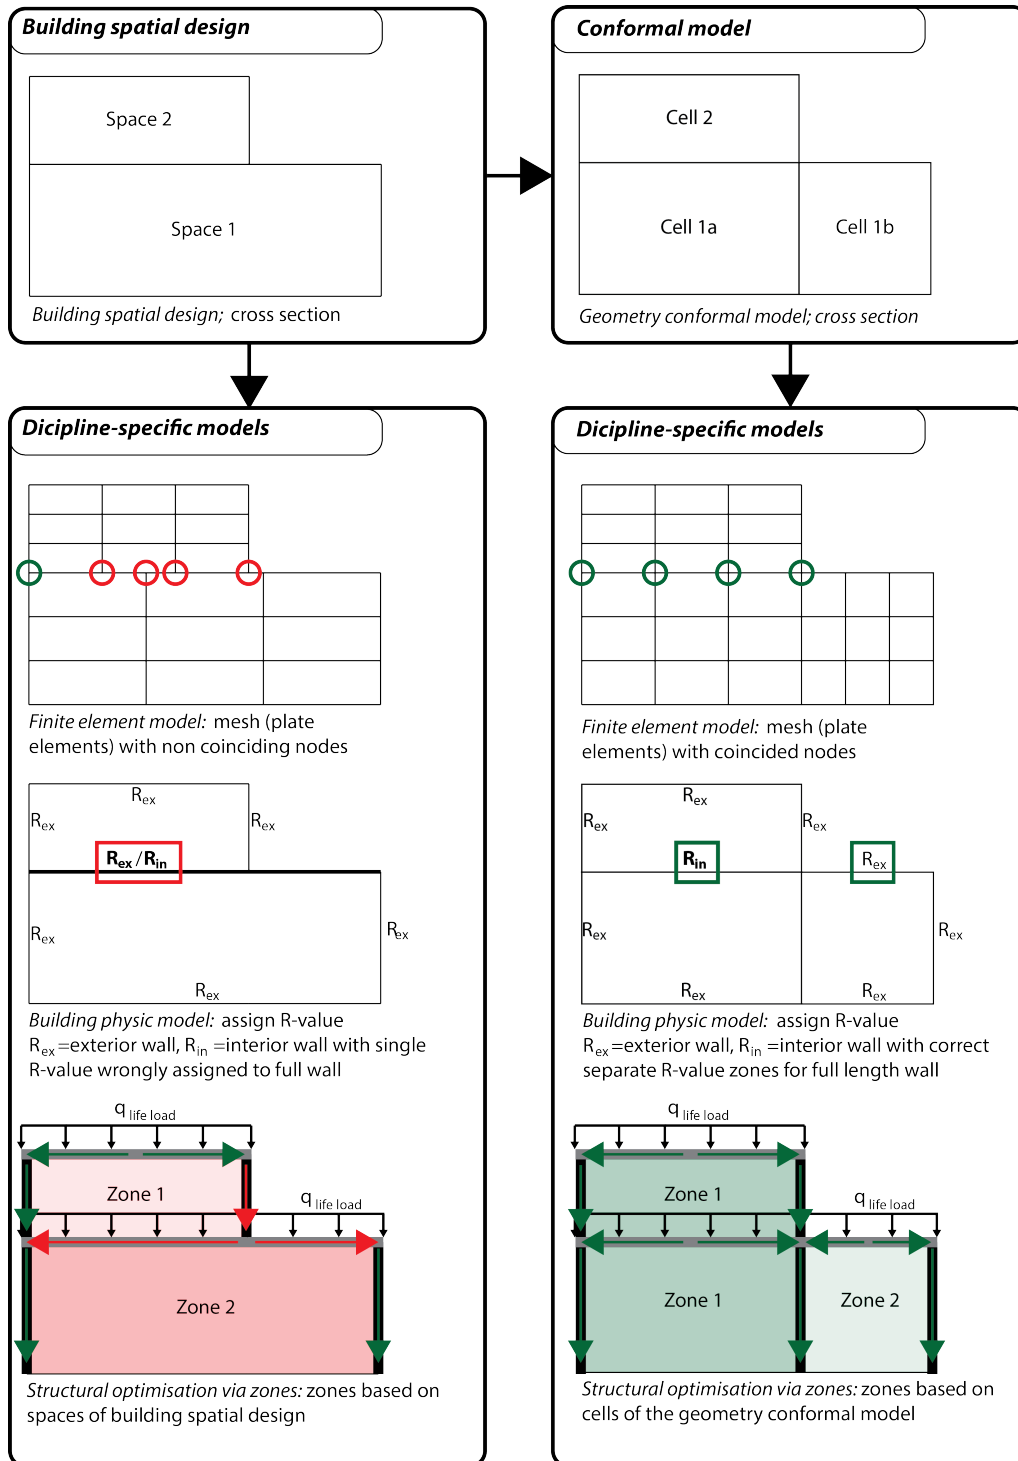 Building spatial design
Space 2
Space 1
Building spatial design; cross section
Conformal model
Cell 2
Cell 1a
Cell 1b
Geometry conformal model; cross section
Dicipline-specific models
Finite element model: mesh (plate
elements) with non coinciding nodes
Rex
Rex
Rex
Rex/Rin
Rex
Rex
Rex
Building physic model: assign R-value
Rex=exterior wall, Rin=interior wall with single
R-value wrongly assigned to full wall
q life load
Zone 1
q life load
Zone 2
Structural optimisation via zones: zones based on
spaces of building spatial design
Dicipline-specific models
Finite element model: mesh (plate
elements) with coincided nodes
Rex
Rex
Rex
Rin
Rex
Rex
Rex
Rex
Rex
Building physic model: assign R-value
Rex=exterior wall, Rin=interior wall with correct
separate R-value zones for full length wall
q life load
Zone 1
q life load
Zone 1
Zone 2
Structural optimisation via zones: zones based on
cells of the geometry conformal model